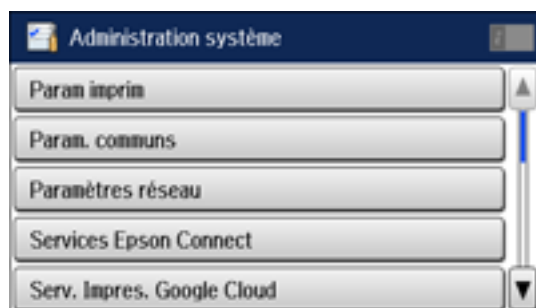 Administration système
Param imprim
Param. communs
Paramètres réseau
Services Epson Connect
Serv. Impres. Google Cloud